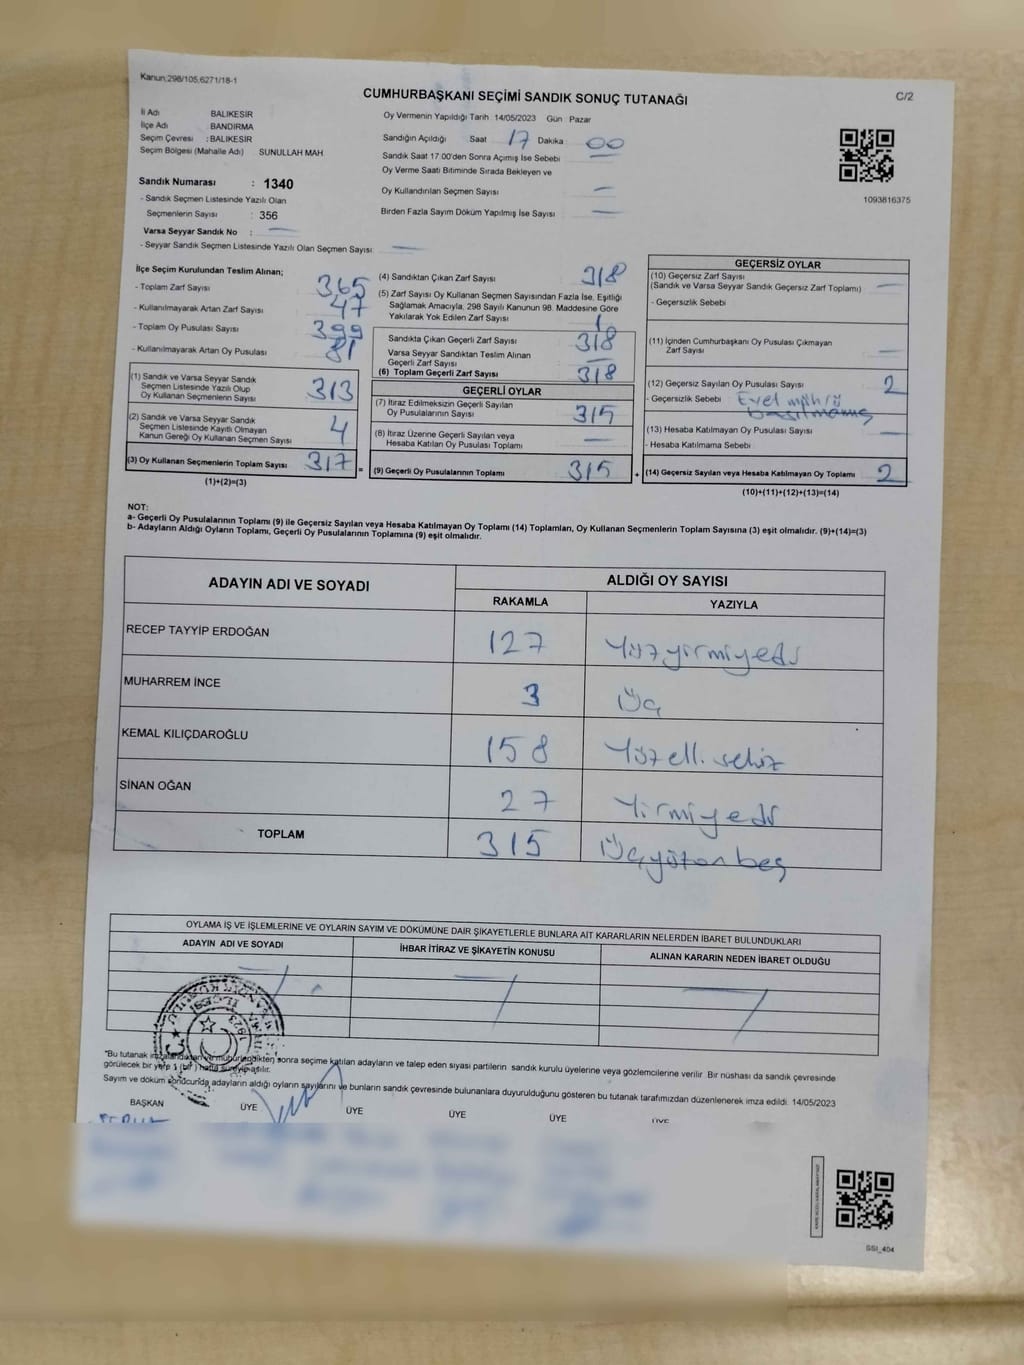 Kanun:298/105,6271/18-1
CUMHURBAŞKANI SEÇİMİ SANDIK SONUÇ TUTANAĞI
C/2
İl Adı BALIKESİR
İlçe Adı BANDIRMA
Seçim Çevresi : BALIKESİR
Seçim Bölgesi (Mahalle Adı) SUNULLAH MAH
Sandık Numarası : 1340
- Sandık Seçmen Listesinde Yazılı Olan
Seçmenlerin Sayısı : 356
Varsa Seyyar Sandık No : —
- Seyyar Sandık Seçmen Listesinde Yazılı Olan Seçmen Sayısı: —
Oy Vermenin Yapıldığı Tarih 14/05/2023 Gün Pazar
Sandığın Açıldığı Saat 17 Dakika : 00
Sandık Saat 17:00'den Sonra Açılmış İse Sebebi —
Oy Verme Saati Bitiminde Sırada Bekleyen ve
Oy Kullandırılan Seçmen Sayısı —
Birden Fazla Sayım Döküm Yapılmış İse Sayısı —
1093816375
İlçe Seçim Kurulundan Teslim Alınan;
- Toplam Zarf Sayısı 365
- Kullanılmayarak Artan Zarf Sayısı 47
- Toplam Oy Pusulası Sayısı 399
- Kullanılmayarak Artan Oy Pusulası 81
(1) Sandık ve Varsa Seyyar Sandık
Seçmen Listesinde Yazılı Olup
Oy Kullanan Seçmenlerin Sayısı 313
(2) Sandık ve Varsa Seyyar Sandık
Seçmen Listesinde Kayıtlı Olmayan
Kanun Gereği Oy Kullanan Seçmen Sayısı 4
(3) Oy Kullanan Seçmenlerin Toplam Sayısı 317 =
(1)+(2)=(3)
(4) Sandıktan Çıkan Zarf Sayısı 318
(5) Zarf Sayısı Oy Kullanan Seçmen Sayısından Fazla İse, Eşitliği
Sağlamak Amacıyla, 298 Sayılı Kanunun 98. Maddesine Göre
Yakılarak Yok Edilen Zarf Sayısı 1
Sandıkta Çıkan Geçerli Zarf Sayısı 318
Varsa Seyyar Sandıktan Teslim Alınan
Geçerli Zarf Sayısı —
(6) Toplam Geçerli Zarf Sayısı 318
GEÇERLİ OYLAR
(7) İtiraz Edilmeksizin Geçerli Sayılan
Oy Pusulalarının Sayısı 315
(8) İtiraz Üzerine Geçerli Sayılan veya
Hesaba Katılan Oy Pusulası Toplamı —
(9) Geçerli Oy Pusulalarının Toplamı 315 +
GEÇERSİZ OYLAR
(10) Geçersiz Zarf Sayısı
(Sandık ve Varsa Seyyar Sandık Geçersiz Zarf Toplamı) —
- Geçersizlik Sebebi
(11) İçinden Cumhurbaşkanı Oy Pusulası Çıkmayan
Zarf Sayısı —
(12) Geçersiz Sayılan Oy Pusulası Sayısı 2
- Geçersizlik Sebebi Evet mührü
basılmamış
(13) Hesaba Katılmayan Oy Pusulası Sayısı —
- Hesaba Katılmama Sebebi
(14) Geçersiz Sayılan veya Hesaba Katılmayan Oy Toplamı 2
(10)+(11)+(12)+(13)=(14)
NOT:
a- Geçerli Oy Pusulalarının Toplamı (9) ile Geçersiz Sayılan veya Hesaba Katılmayan Oy Toplamı (14) Toplamları, Oy Kullanan Seçmenlerin Toplam Sayısına (3) eşit olmalıdır. (9)+(14)=(3)
b- Adayların Aldığı Oyların Toplamı, Geçerli Oy Pusulalarının Toplamına (9) eşit olmalıdır.
ADAYIN ADI VE SOYADI ALDIĞI OY SAYISI
RAKAMLA YAZIYLA
RECEP TAYYİP ERDOĞAN 127 Yüzyirmiyedi
MUHARREM İNCE 3 Üç
KEMAL KILIÇDAROĞLU 158 Yüzelli sekiz
SİNAN OĞAN 27 Yirmiyedi
TOPLAM 315 Üçyüzonbeş
OYLAMA İŞ VE İŞLEMLERİNE VE OYLARIN SAYIM VE DÖKÜMÜNE DAİR ŞİKAYETLERLE BUNLARA AİT KARARLARIN NELERDEN İBARET BULUNDUKLARI
ADAYIN ADI VE SOYADI İHBAR İTİRAZ VE ŞİKAYETİN KONUSU ALINAN KARARIN NEDEN İBARET OLDUĞU
*Bu tutanak imzalandıktan ve mühürlendikten sonra seçime katılan adayların ve talep eden siyasi partilerin sandık kurulu üyelerine veya gözlemcilerine verilir. Bir nüshası da sandık çevresinde
görülecek bir yere 1 (bir) hafta süreyle asılır.
Sayım ve döküm sonucunda adayların aldığı oyların sayılarını ve bunların sandık çevresinde bulunanlara duyurulduğunu gösteren bu tutanak tarafımızdan düzenlenerek imza edildi. 14/05/2023
BAŞKAN ÜYE ÜYE ÜYE ÜYE ÜYE
SSİ_404